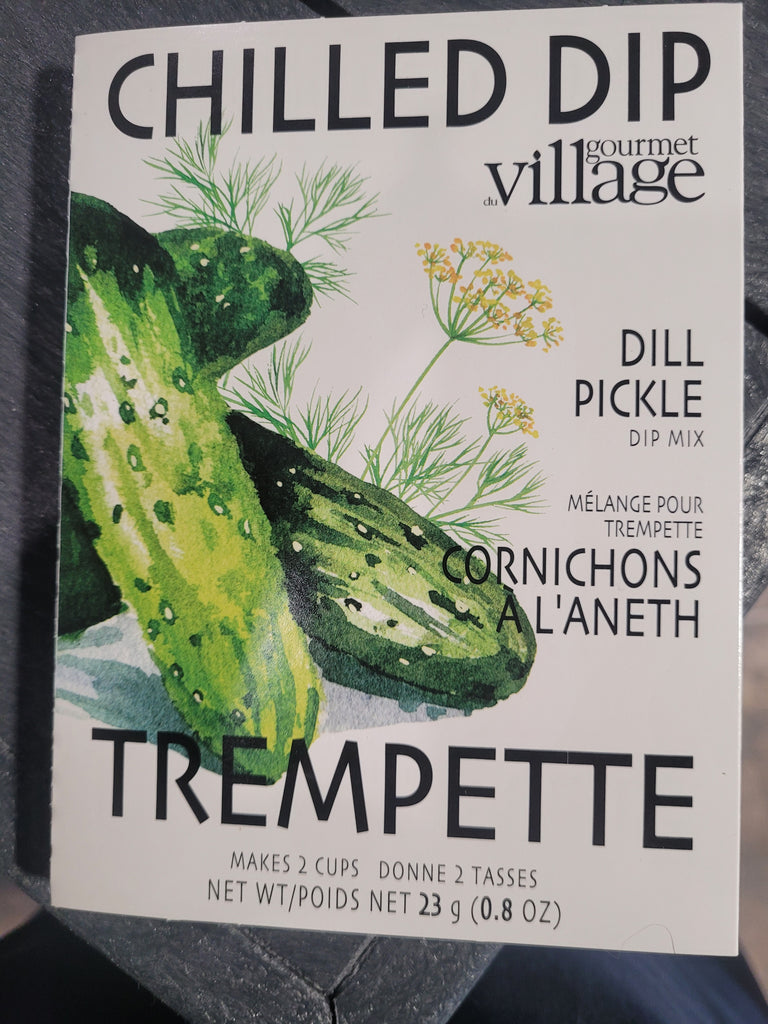 CHILLED DIP
gourmet
du village
DILL
PICKLE
DIP MIX
MÉLANGE POUR
TREMPETTE
CORNICHONS
À L'ANETH
TREMPETTE
MAKES 2 CUPS DONNE 2 TASSES
NET WT/POIDS NET 23 g (0.8 OZ)